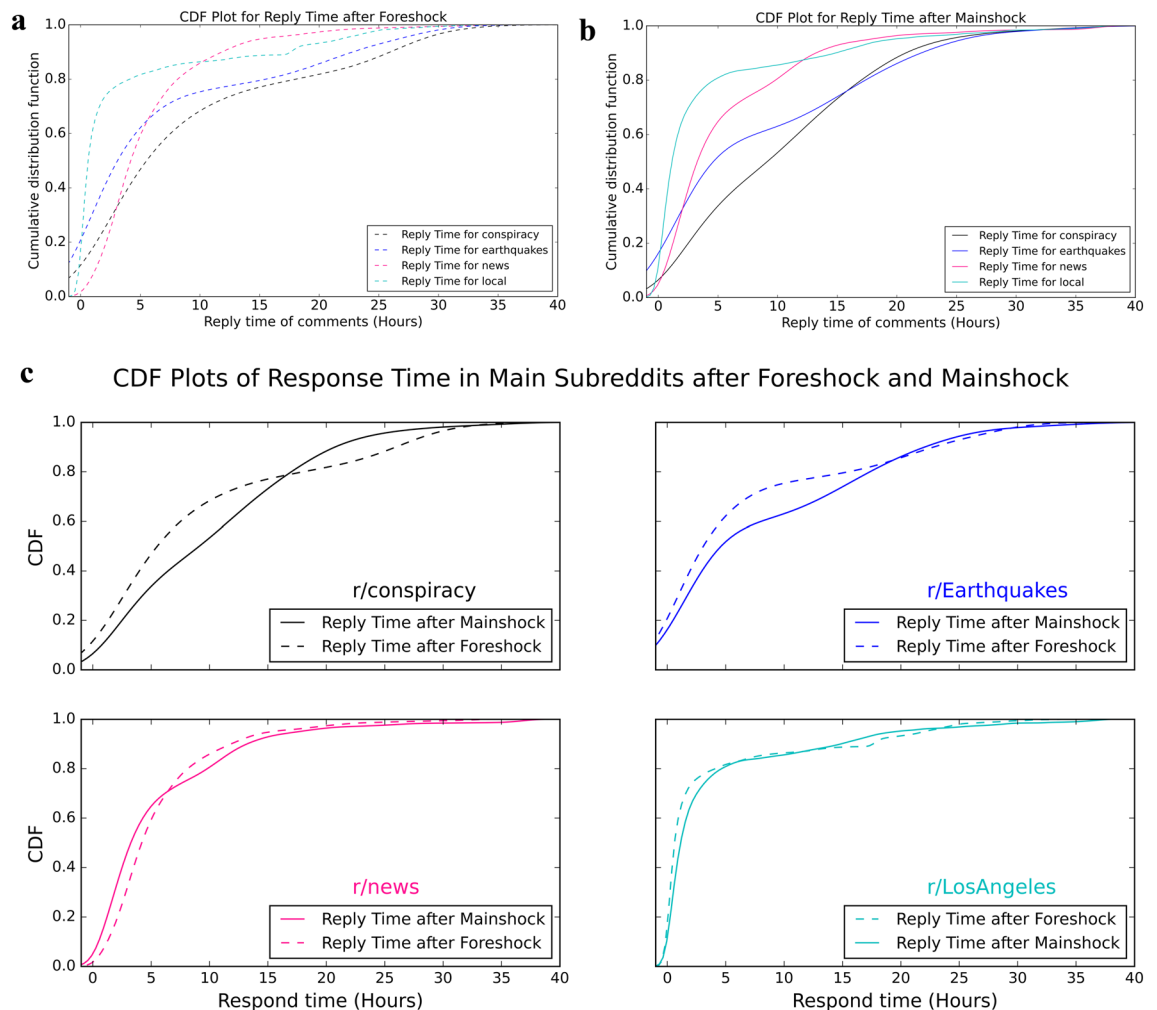 a
CDF Plot for Reply Time after Foreshock
Cumulative distribution function
1.0
0.8
0.6
0.4
0.2
0.0
0 5 10 15 20 25 30 35 40
Reply time of comments (Hours)
Reply Time for conspiracy
Reply Time for earthquakes
Reply Time for news
Reply Time for local
b
CDF Plot for Reply Time after Mainshock
Cumulative distribution function
1.0
0.8
0.6
0.4
0.2
0.0
0 5 10 15 20 25 30 35 40
Reply time of comments (Hours)
Reply Time for conspiracy
Reply Time for earthquakes
Reply Time for news
Reply Time for local
c
CDF Plots of Response Time in Main Subreddits after Foreshock and Mainshock
CDF
1.0
0.8
0.6
0.4
0.2
0.0
r/conspiracy
Reply Time after Mainshock
Reply Time after Foreshock
r/Earthquakes
Reply Time after Mainshock
Reply Time after Foreshock
CDF
1.0
0.8
0.6
0.4
0.2
0.0
r/news
Reply Time after Mainshock
Reply Time after Foreshock
0 5 10 15 20 25 30 35 40
Respond time (Hours)
r/LosAngeles
Reply Time after Foreshock
Reply Time after Mainshock
0 5 10 15 20 25 30 35 40
Respond time (Hours)